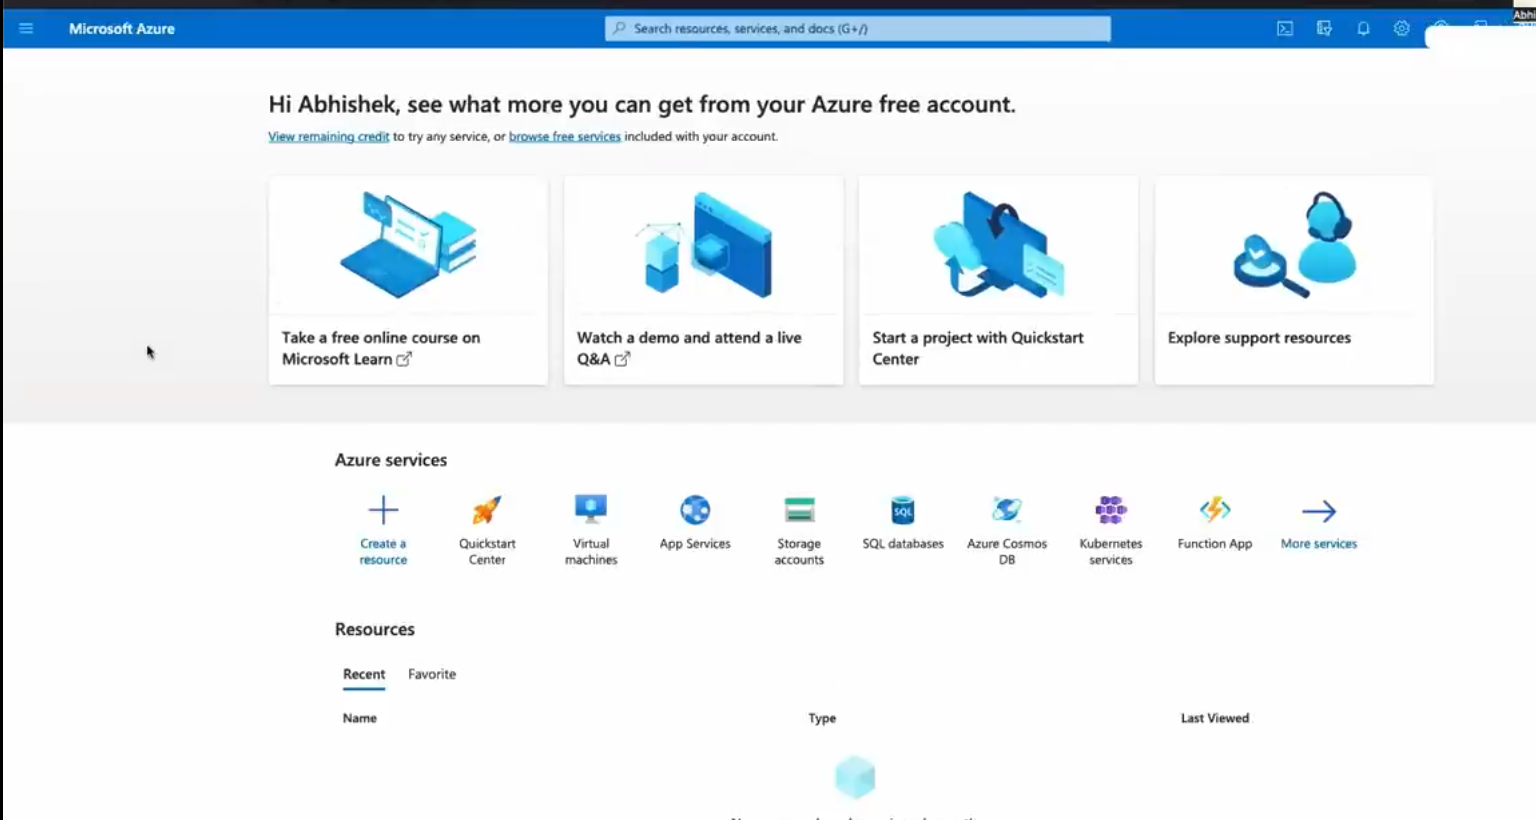 Abhi
Microsoft Azure
Search resources, services, and docs (G+/)
Hi Abhishek, see what more you can get from your Azure free account.
View remaining credit to try any service, or browse free services included with your account.
Take a free online course on
Microsoft Learn
Watch a demo and attend a live
Q&A
Start a project with Quickstart
Center
Explore support resources
Azure services
Create a
resource
Quickstart
Center
Virtual
machines
App Services
Storage
accounts
SQL
SQL databases
Azure Cosmos
DB
Kubernetes
services
Function App
More services
Resources
Recent
Favorite
Name
Type
Last Viewed